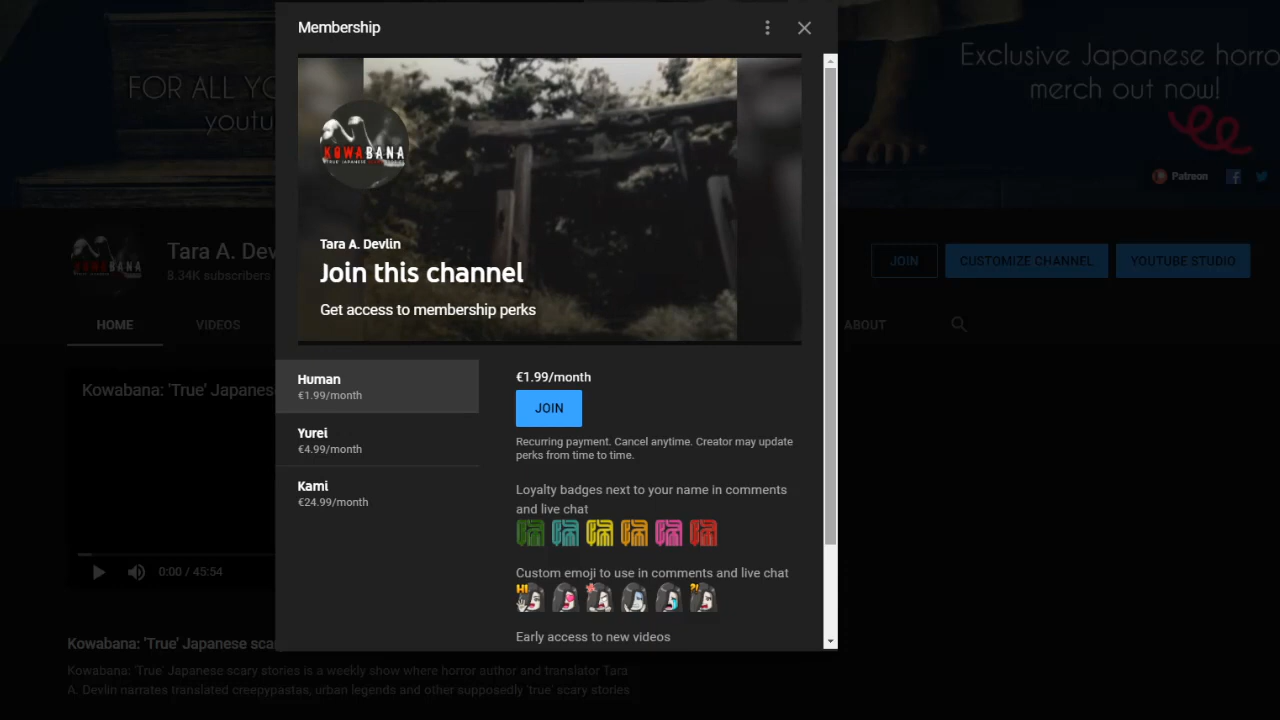 Membership
FOR ALL YO
youtu
Exclusive Japanese horro
merch out now!
Patreon
KOWABANA
Tara A. Devlin
Join this channel
Get access to membership perks
KOWABANA
Tara A. Dev
8.34K subscribers
JOIN
CUSTOMIZE CHANNEL
YOUTUBE STUDIO
HOME
VIDEOS
ABOUT
Human
€1.99/month
Yurei
€4.99/month
Kami
€24.99/month
€1.99/month
JOIN
Recurring payment. Cancel anytime. Creator may update
perks from time to time.
Loyalty badges next to your name in comments
and live chat
Custom emoji to use in comments and live chat
HI
?!
Early access to new videos
Kowabana: 'True' Japanese
0:00 / 45:54
Kowabana: 'True' Japanese sca
Kowabana: 'True' Japanese scary stories is a weekly show where horror author and translator Tara
A. Devlin narrates translated creepypastas, urban legends and other supposedly 'true' scary stories